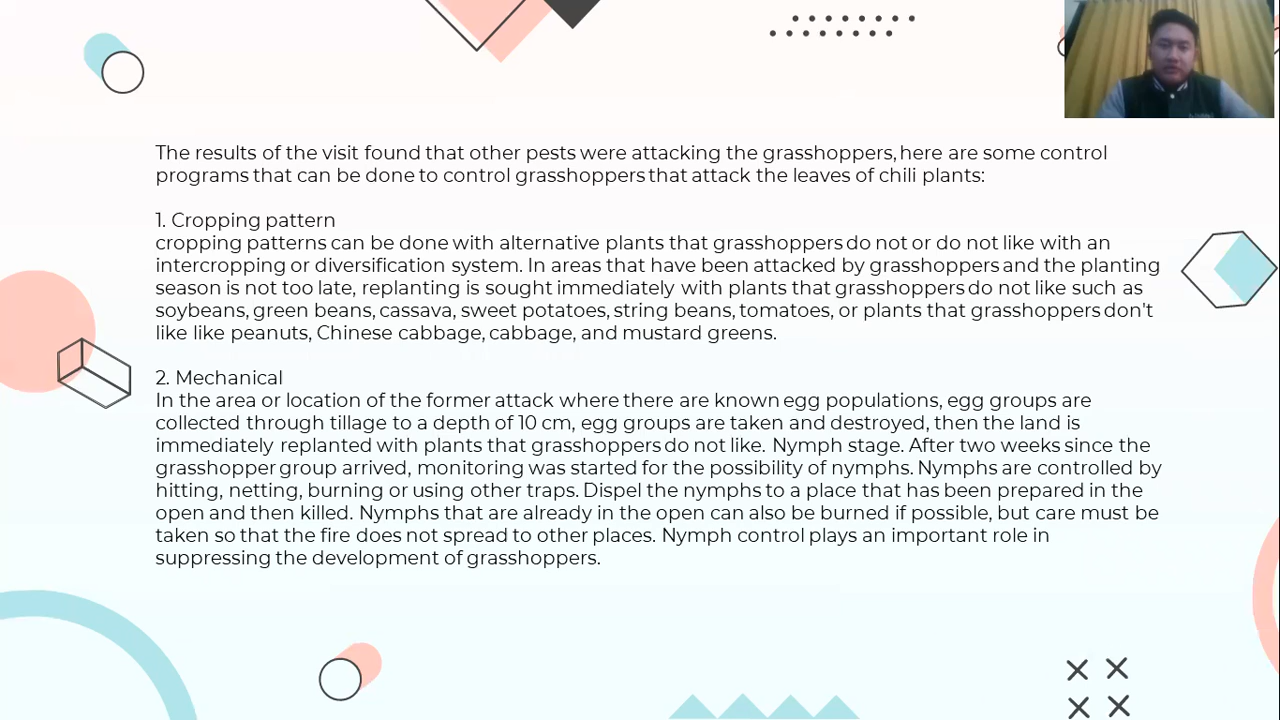 The results of the visit found that other pests were attacking the grasshoppers, here are some control
programs that can be done to control grasshoppers that attack the leaves of chili plants:
1. Cropping pattern
cropping patterns can be done with alternative plants that grasshoppers do not or do not like with an
intercropping or diversification system. In areas that have been attacked by grasshoppers and the planting
season is not too late, replanting is sought immediately with plants that grasshoppers do not like such as
soybeans, green beans, cassava, sweet potatoes, string beans, tomatoes, or plants that grasshoppers don't
like like peanuts, Chinese cabbage, cabbage, and mustard greens.
2. Mechanical
In the area or location of the former attack where there are known egg populations, egg groups are
collected through tillage to a depth of 10 cm, egg groups are taken and destroyed, then the land is
immediately replanted with plants that grasshoppers do not like. Nymph stage. After two weeks since the
grasshopper group arrived, monitoring was started for the possibility of nymphs. Nymphs are controlled by
hitting, netting, burning or using other traps. Dispel the nymphs to a place that has been prepared in the
open and then killed. Nymphs that are already in the open can also be burned if possible, but care must be
taken so that the fire does not spread to other places. Nymph control plays an important role in
suppressing the development of grasshoppers.